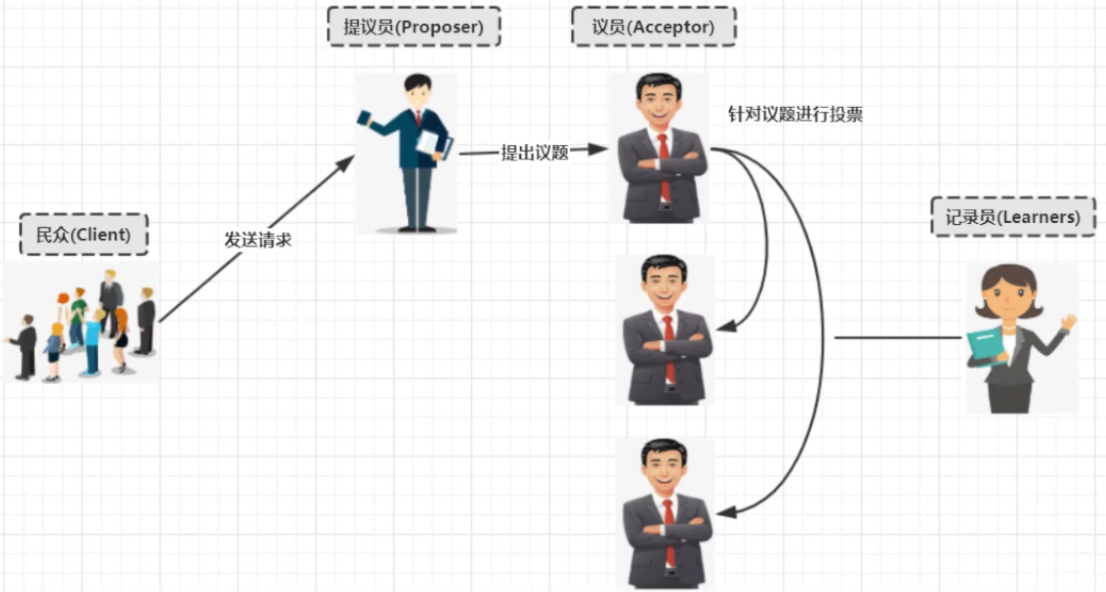 提议员(Proposer)
议员(Acceptor)
针对议题进行投票
提出议题
记录员(Learners)
民众(Client)
发送请求